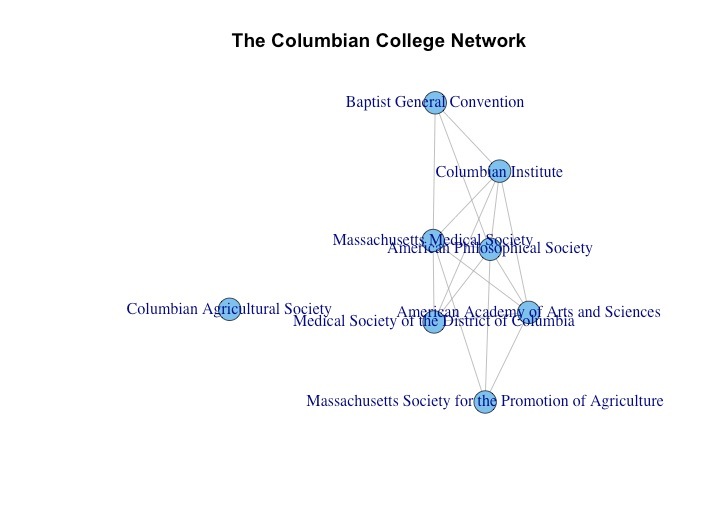 The Columbian College Network
Baptist General Convention
Columbian Institute
Massachusetts Medical Society
American Philosophical Society
Columbian Agricultural Society
American Academy of Arts and Sciences
Medical Society of the District of Columbia
Massachusetts Society for the Promotion of Agriculture